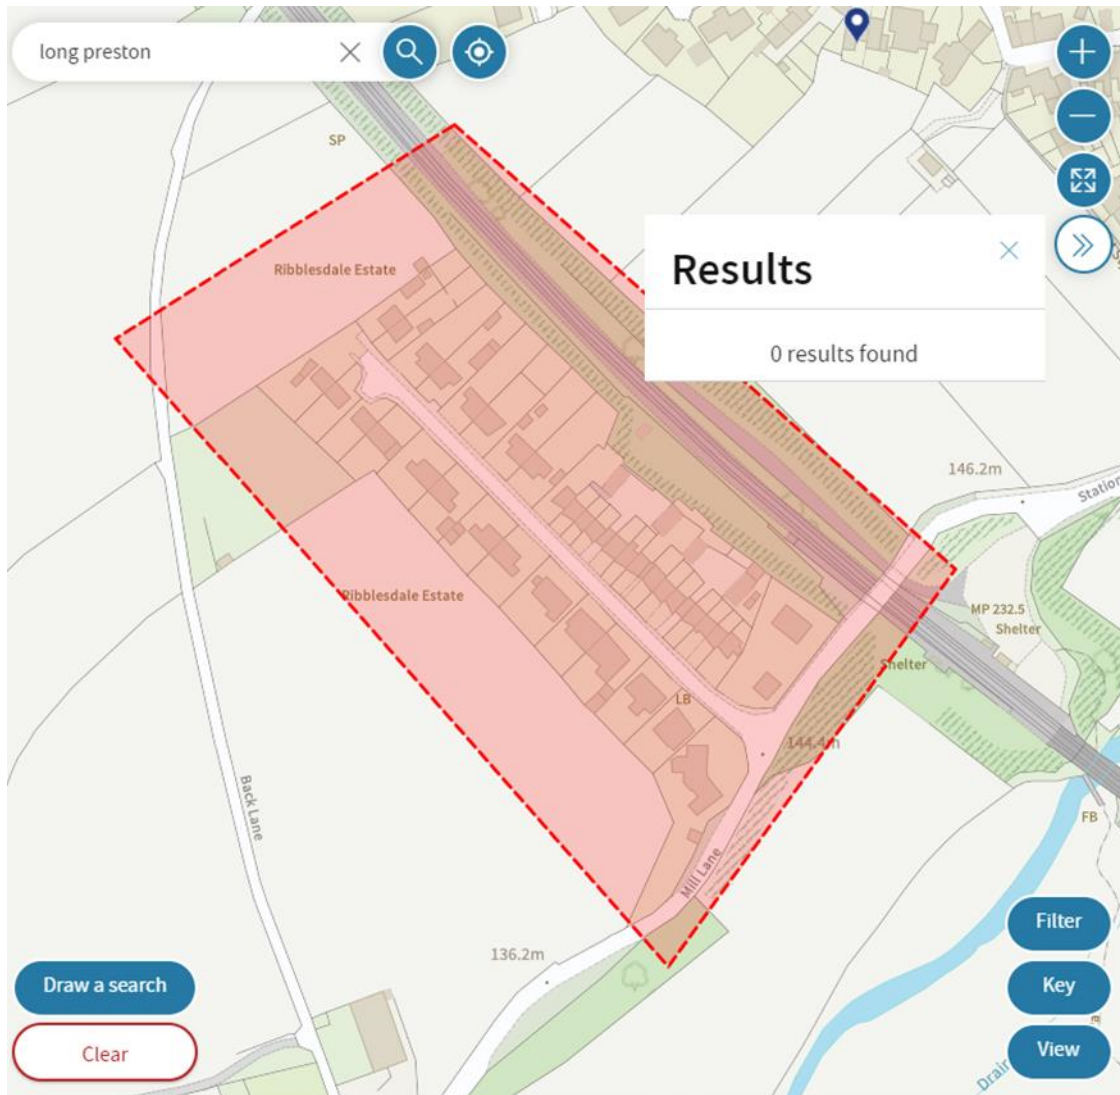 long preston
SP
Ribblesdale Estate
Results
0 results found
146.2m
Station
Ribblesdale Estate
MP 232.5
Shelter
Shelter
LB
144.4m
Back Lane
FB
Mill Lane
Filter
136.2m
Draw a search
Key
Clear
View
Drain